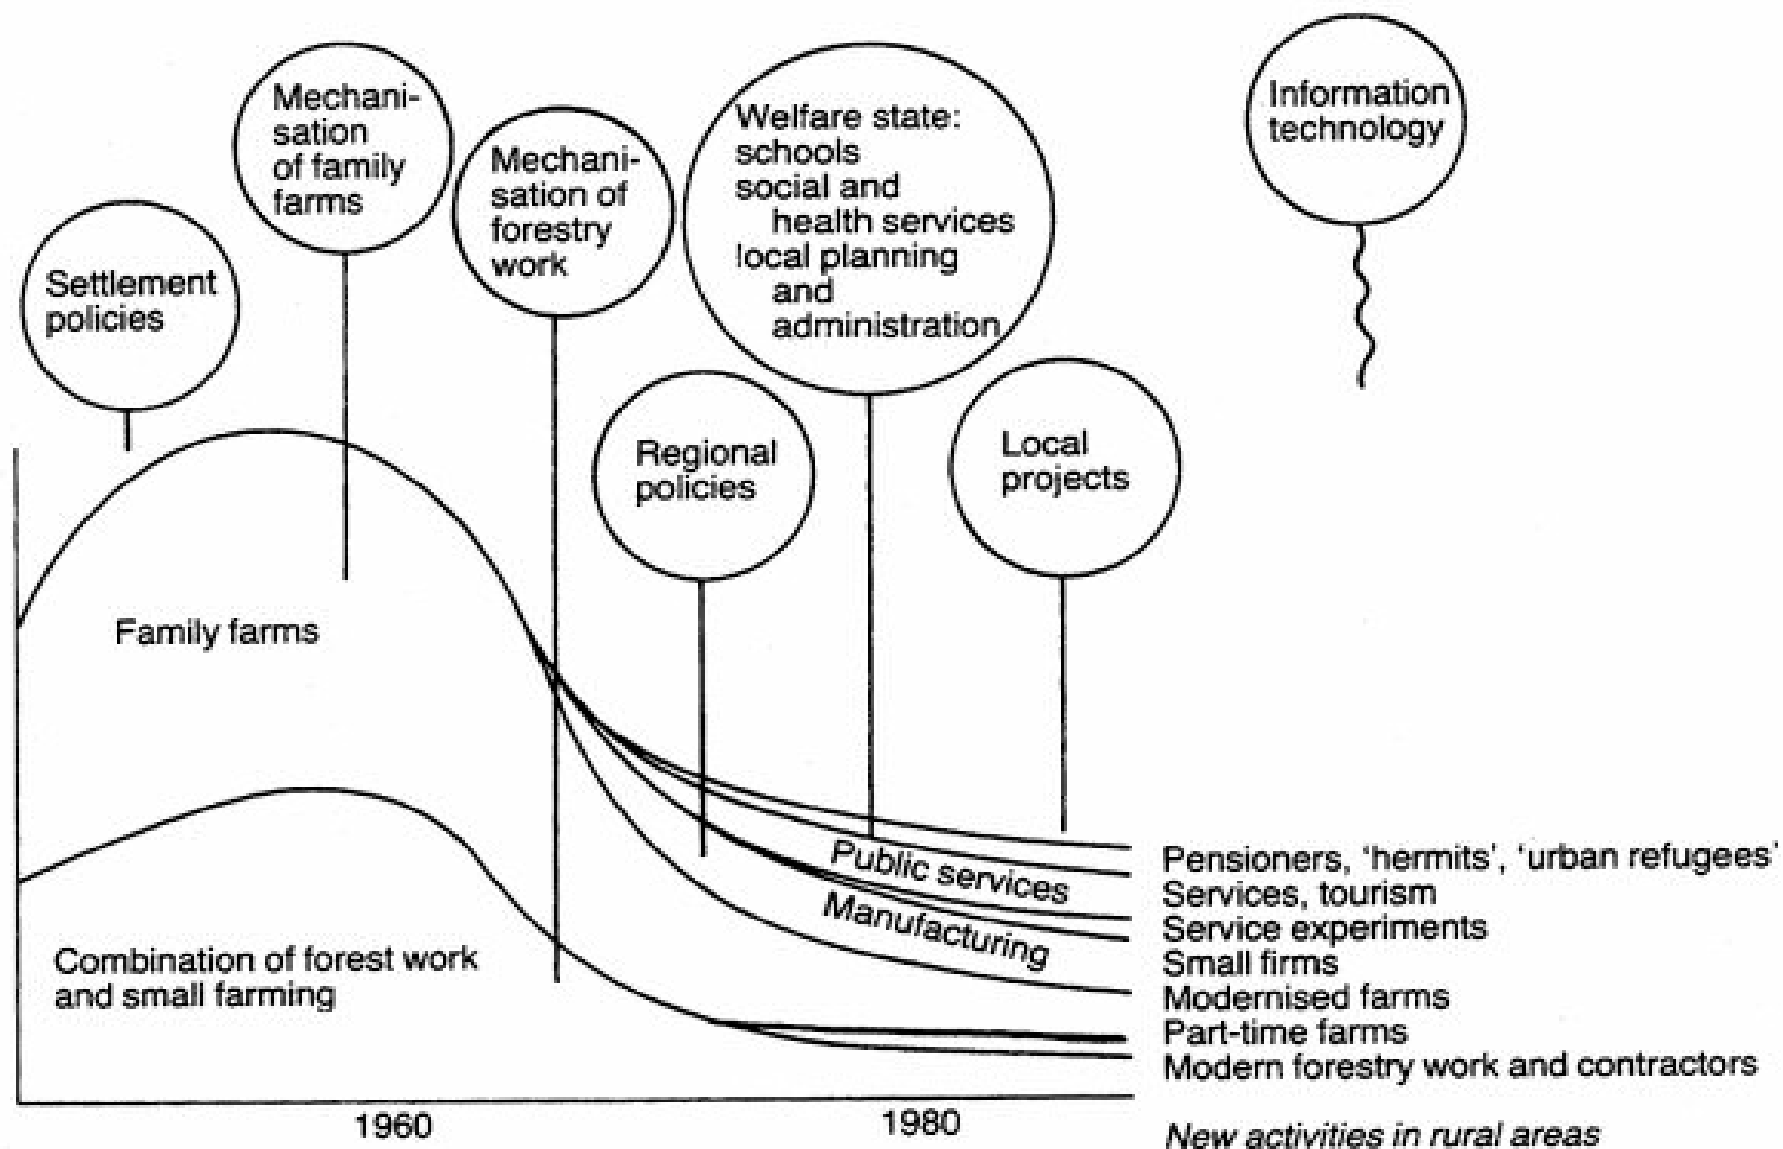 Settlement
policies
Mechani-
sation
of family
farms
Mechani-
sation of
forestry
work
Welfare state:
schools
social and
health services
local planning
and
administration
Information
technology
Regional
policies
Local
projects
Family farms
Combination of forest work
and small farming
Public services
Manufacturing
Pensioners, 'hermits', 'urban refugees'
Services, tourism
Service experiments
Small firms
Modernised farms
Part-time farms
Modern forestry work and contractors
1960
1980
New activities in rural areas